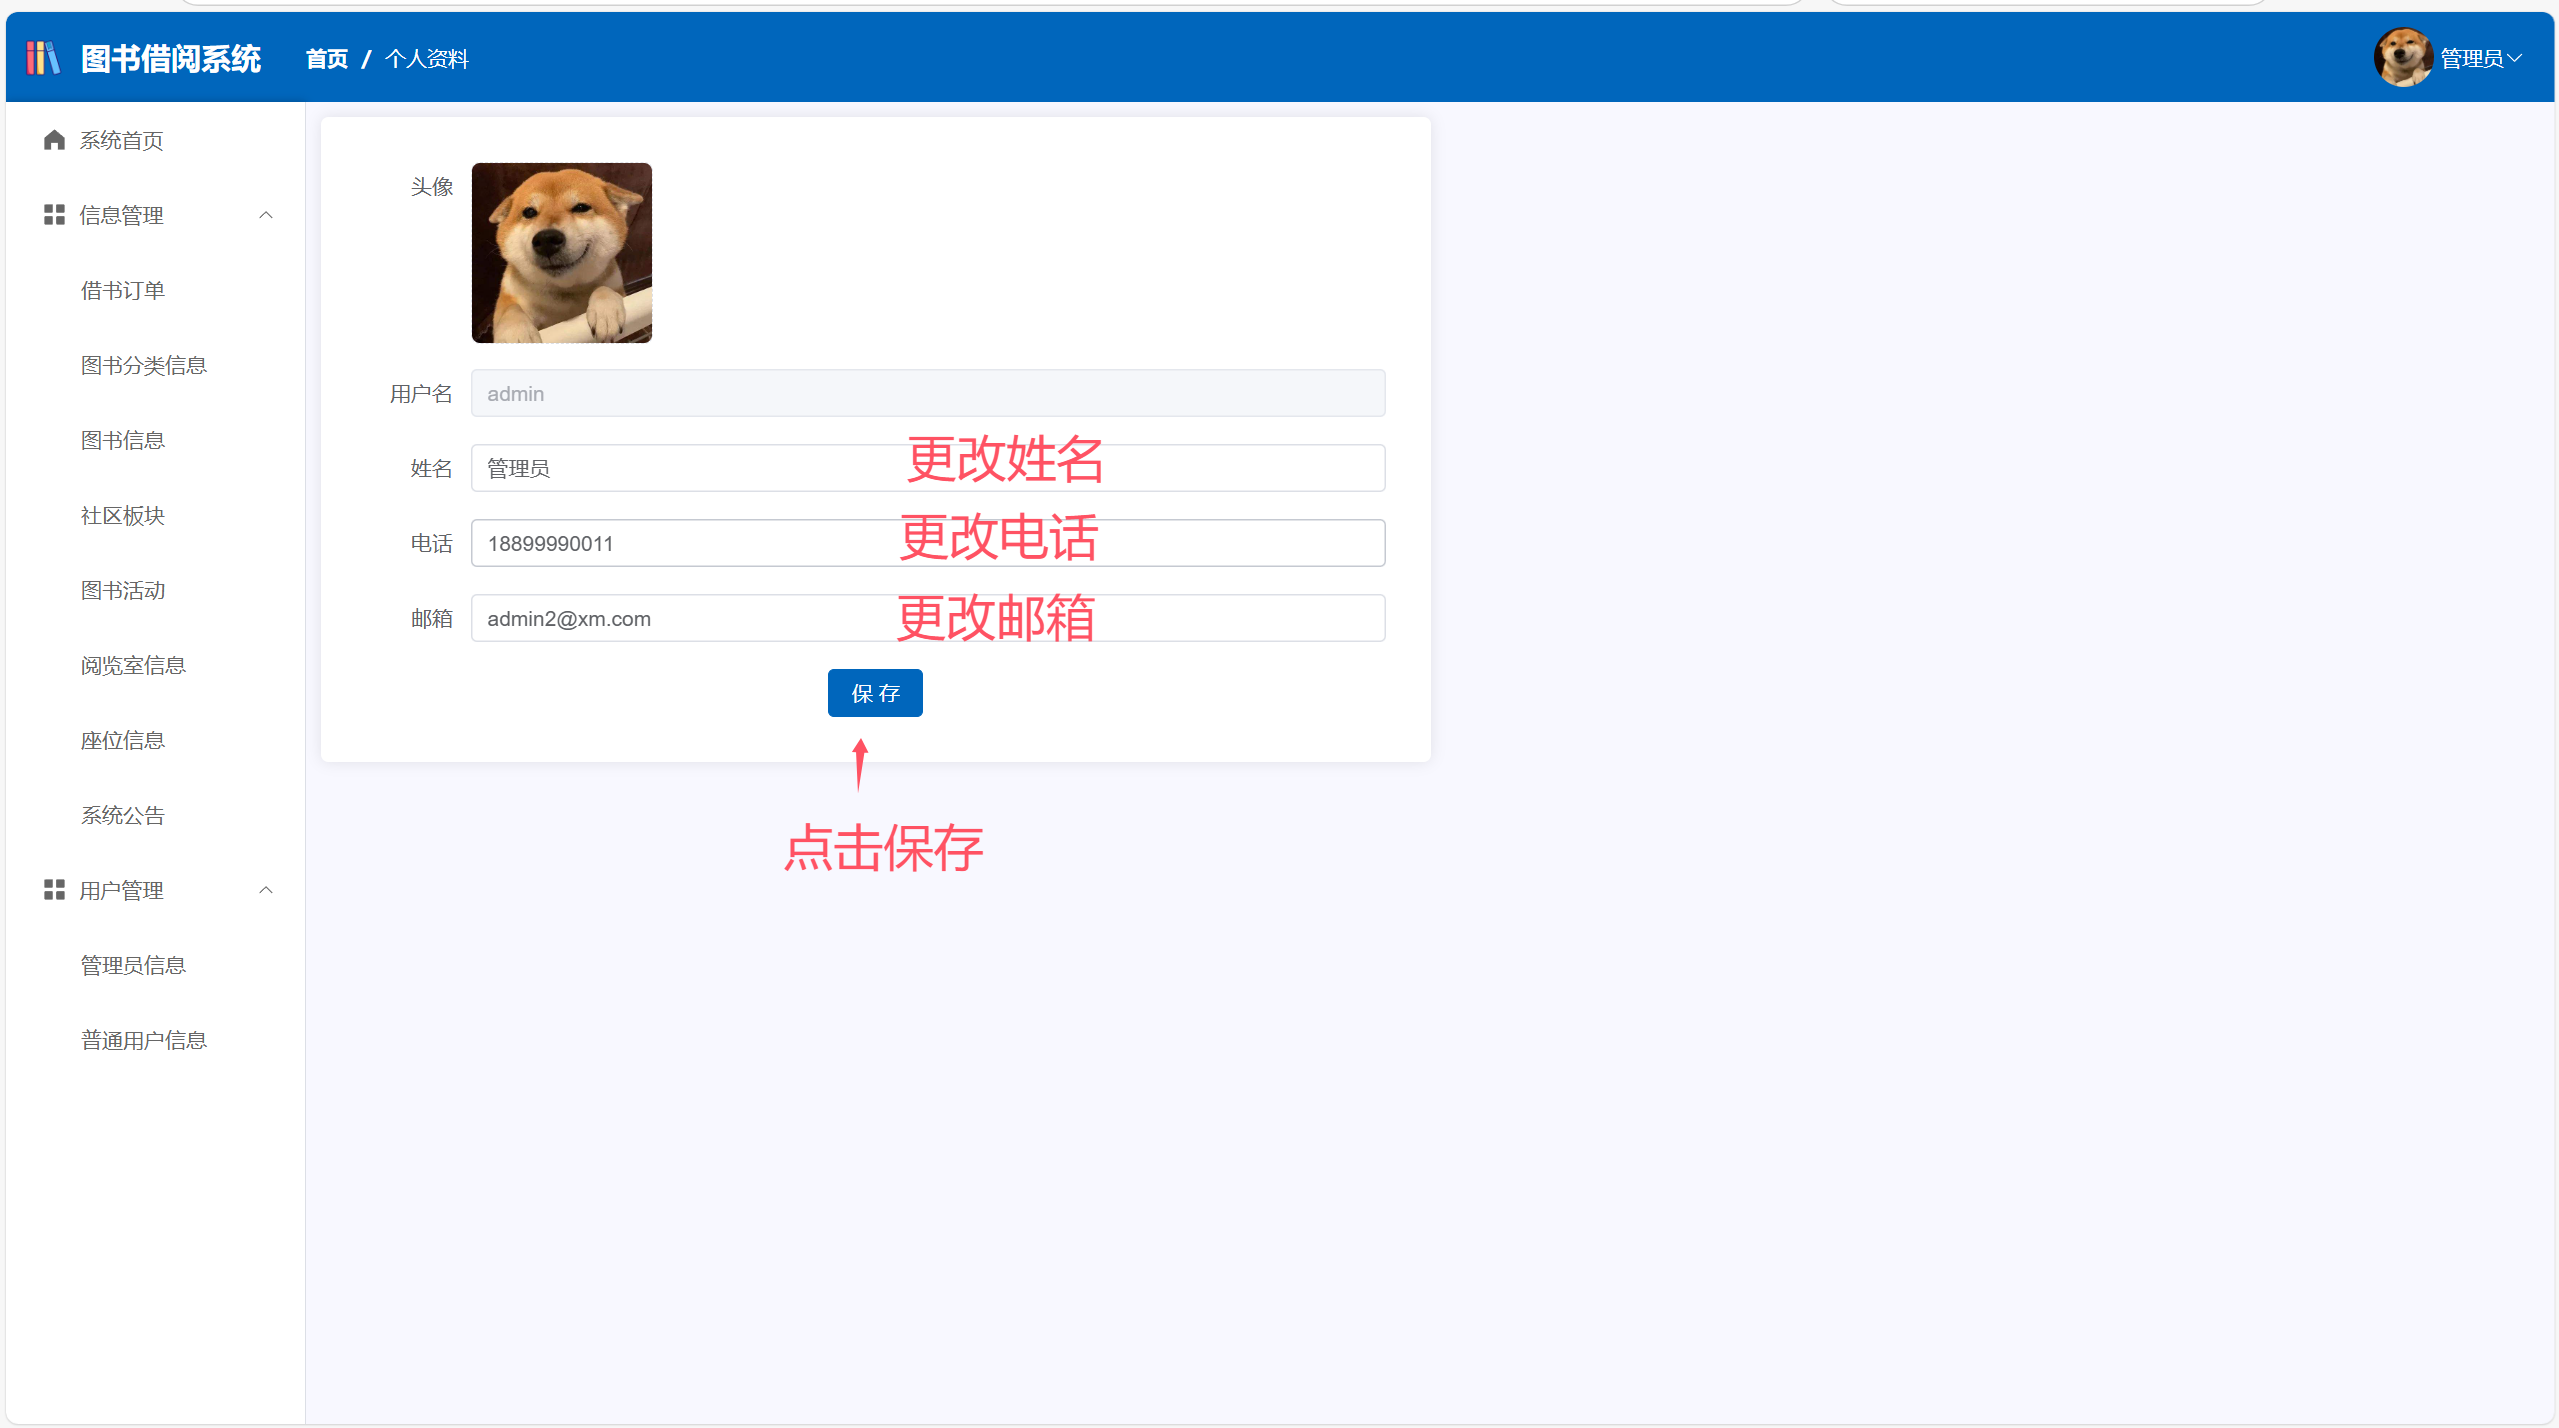 图书借阅系统
首页 / 个人资料
管理员
系统首页
信息管理
借书订单
图书分类信息
图书信息
社区板块
图书活动
阅览室信息
座位信息
系统公告
用户管理
管理员信息
普通用户信息
头像
用户名 admin
姓名 管理员 更改姓名
电话 18899990011 更改电话
邮箱 admin2@xm.com 更改邮箱
保 存
点击保存